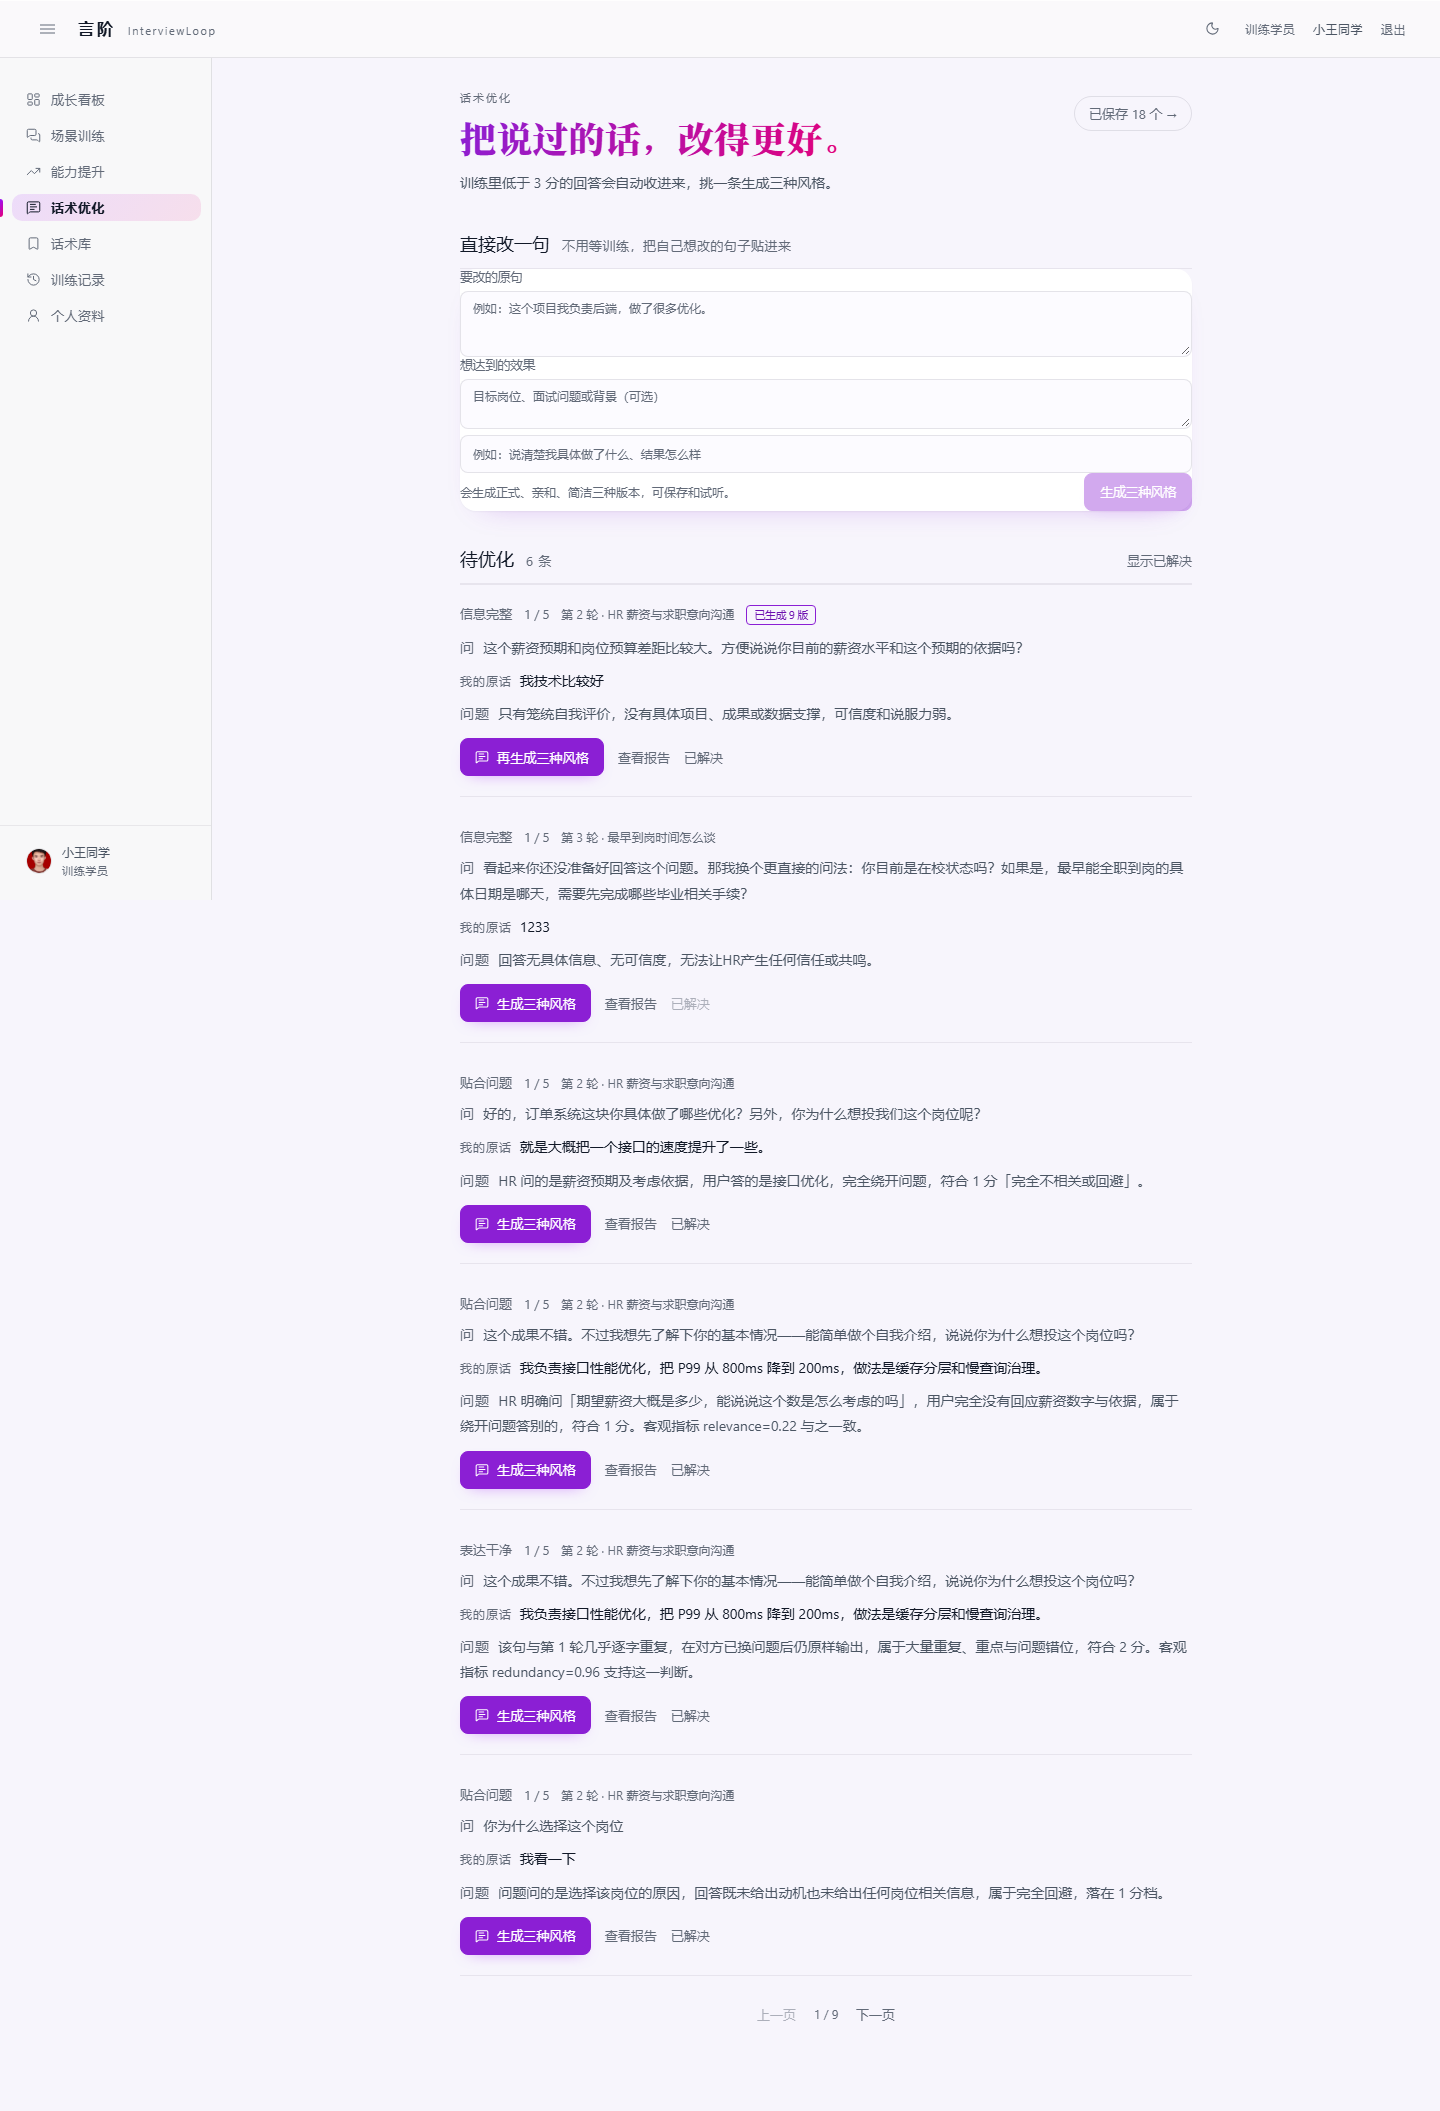 言阶 InterviewLoop 训练学员 小王同学 退出
成长看板
场景训练
能力提升
话术优化
话术库
训练记录
个人资料
小王同学
训练学员
话术优化
已保存 18 个 →
把说过的话，改得更好。
训练里低于 3 分的回答会自动收进来，挑一条生成三种风格。
直接改一句 不用等训练，把自己想改的句子贴进来
要改的原句
例如：这个项目我负责后端，做了很多优化。
想达到的效果
目标岗位、面试问题或背景（可选）
例如：说清楚我具体做了什么、结果怎么样
会生成正式、亲和、简洁三种版本，可保存和试听。 生成三种风格
待优化 6 条 显示已解决
信息完整 1 / 5 第 2 轮 · HR 薪资与求职意向沟通 已生成 9 版
问 这个薪资预期和岗位预算差距比较大。方便说说你目前的薪资水平和这个预期的依据吗？
我的原话 我技术比较好
问题 只有笼统自我评价，没有具体项目、成果或数据支撑，可信度和说服力弱。
再生成三种风格 查看报告 已解决
信息完整 1 / 5 第 3 轮 · 最早到岗时间怎么谈
问 看起来你还没准备好回答这个问题。那我换个更直接的问法：你目前是在校状态吗？如果是，最早能全职到岗的具
体日期是哪天，需要先完成哪些毕业相关手续？
我的原话 1233
问题 回答无具体信息、无可信度，无法让HR产生任何信任或共鸣。
生成三种风格 查看报告 已解决
贴合问题 1 / 5 第 2 轮 · HR 薪资与求职意向沟通
问 好的，订单系统这块你具体做了哪些优化？另外，你为什么想投我们这个岗位呢？
我的原话 就是大概把一个接口的速度提升了一些。
问题 HR 问的是薪资预期及考虑依据，用户答的是接口优化，完全绕开问题，符合 1 分「完全不相关或回避」。
生成三种风格 查看报告 已解决
贴合问题 1 / 5 第 2 轮 · HR 薪资与求职意向沟通
问 这个成果不错。不过我想先了解下你的基本情况——能简单做个自我介绍，说说你为什么想投这个岗位吗？
我的原话 我负责接口性能优化，把 P99 从 800ms 降到 200ms，做法是缓存分层和慢查询治理。
问题 HR 明确问「期望薪资大概是多少，能说说这个数是怎么考虑的吗」，用户完全没有回应薪资数字与依据，属于
绕开问题答别的，符合 1 分。客观指标 relevance=0.22 与之一致。
生成三种风格 查看报告 已解决
表达干净 1 / 5 第 2 轮 · HR 薪资与求职意向沟通
问 这个成果不错。不过我想先了解下你的基本情况——能简单做个自我介绍，说说你为什么想投这个岗位吗？
我的原话 我负责接口性能优化，把 P99 从 800ms 降到 200ms，做法是缓存分层和慢查询治理。
问题 该句与第 1 轮几乎逐字重复，在对方已换问题后仍原样输出，属于大量重复、重点与问题错位，符合 2 分。客观
指标 redundancy=0.96 支持这一判断。
生成三种风格 查看报告 已解决
贴合问题 1 / 5 第 2 轮 · HR 薪资与求职意向沟通
问 你为什么选择这个岗位
我的原话 我看一下
问题 问题问的是选择该岗位的原因，回答既未给出动机也未给出任何岗位相关信息，属于完全回避，落在 1 分档。
生成三种风格 查看报告 已解决
上一页 1 / 9 下一页